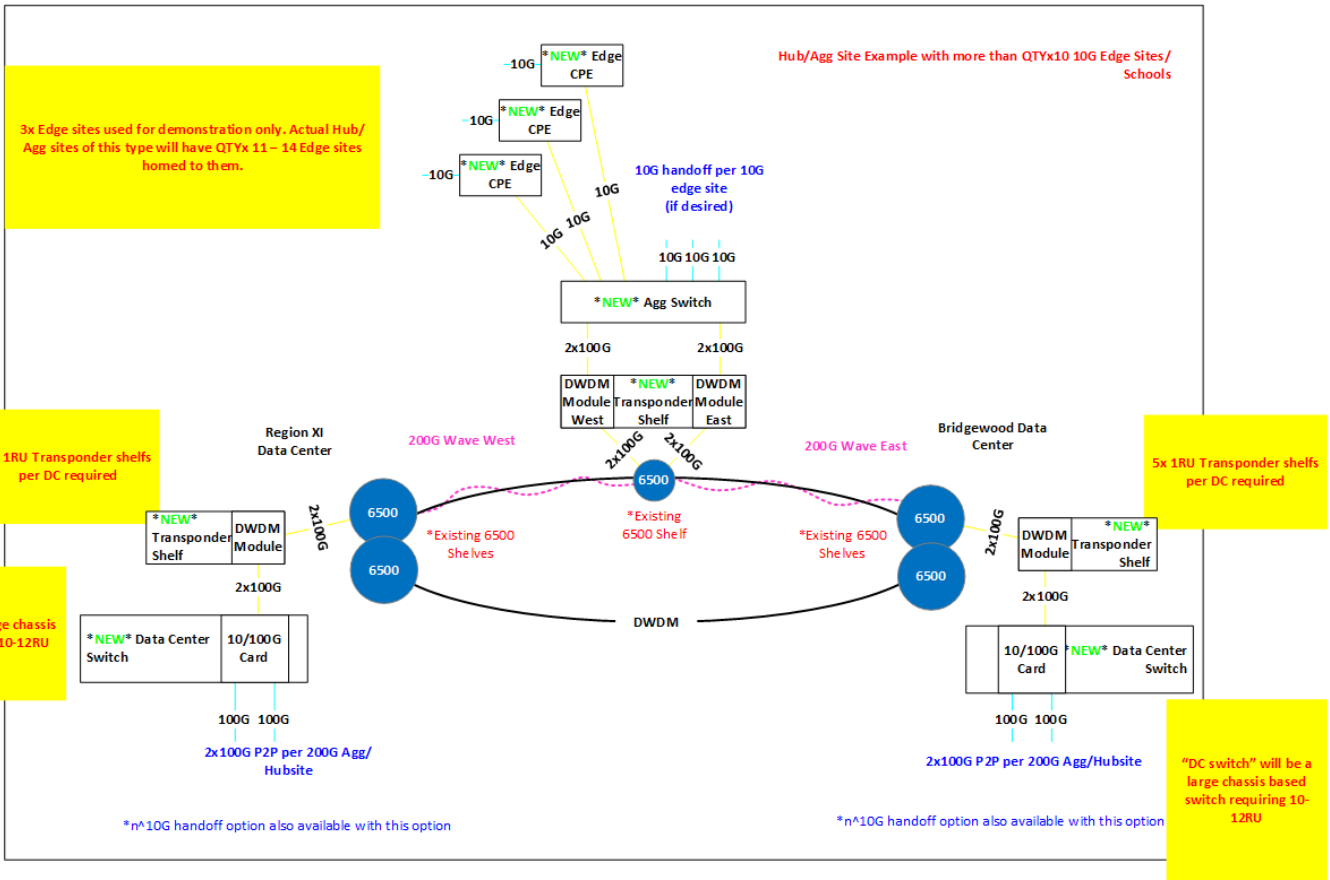 *NEW* Edge
CPE
-10G-
Hub/Agg Site Example with more than QTYx10 10G Edge Sites/
Schools
3x Edge sites used for demonstration only. Actual Hub/
Agg sites of this type will have QTYx 11 – 14 Edge sites
homed to them.
*NEW* Edge
CPE
-10G-
*NEW* Edge
CPE
-10G-
10G handoff per 10G
edge site
(if desired)
10G
10G
10G
10G 10G 10G
*NEW* Agg Switch
2x100G
2x100G
DWDM
Module
West
*NEW*
Transponder
Shelf
DWDM
Module
East
2x100G
2x100G
Region XI
Data Center
200G Wave West
200G Wave East
Bridgewood Data
Center
1RU Transponder shelfs
per DC required
5x 1RU Transponder shelfs
per DC required
6500
6500
6500
6500
6500
*Existing 6500
Shelves
*Existing
6500 Shelf
*Existing 6500
Shelves
2x100G
2x100G
*NEW*
Transponder
Shelf
DWDM
Module
DWDM
Module
*NEW*
Transponder
Shelf
2x100G
2x100G
DWDM
chassis
10-12RU
*NEW* Data Center
Switch
10/100G
Card
10/100G
Card
*NEW* Data Center
Switch
100G 100G
100G 100G
2x100G P2P per 200G Agg/
Hubsite
2x100G P2P per 200G Agg/Hubsite
"DC switch" will be a
large chassis based
switch requiring 10-
12RU
*n^10G handoff option also available with this option
*n^10G handoff option also available with this option